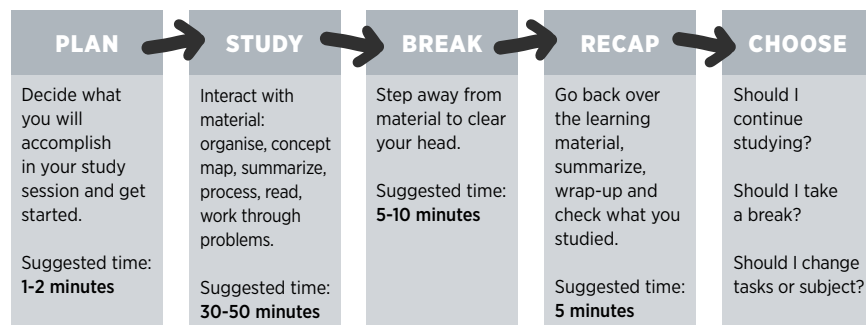 PLAN
Decide what
you will
accomplish
in your study
session and get
started.
Suggested time:
1-2 minutes
STUDY
Interact with
material:
organise, concept
map, summarize,
process, read,
work through
problems.
Suggested time:
30-50 minutes
BREAK
Step away from
material to clear
your head.
Suggested time:
5-10 minutes
RECAP
Go back over
the learning
material,
summarize,
wrap-up and
check what you
studied.
Suggested time:
5 minutes
CHOOSE
Should I
continue
studying?
Should I take
a break?
Should I change
tasks or subject?